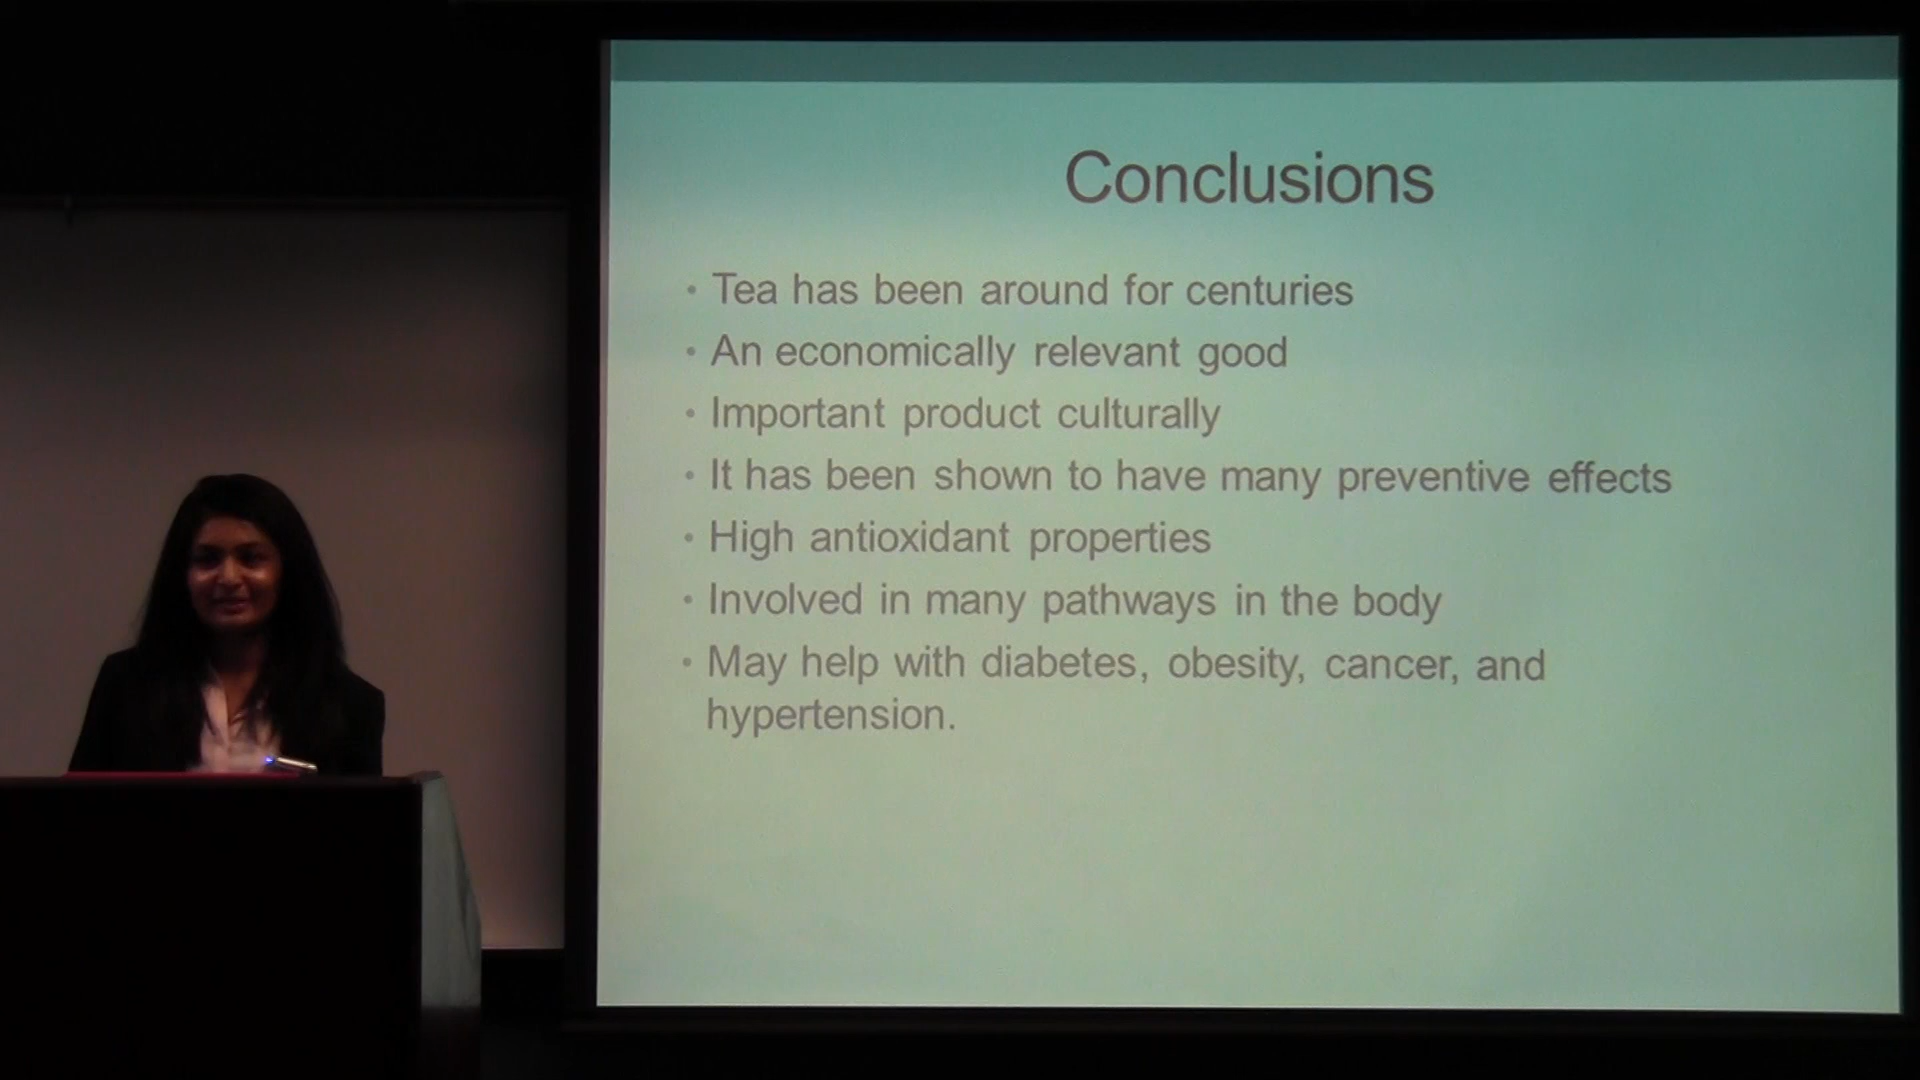 Conclusions
• Tea has been around for centuries
• An economically relevant good
• Important product culturally
• It has been shown to have many preventive effects
• High antioxidant properties
• Involved in many pathways in the body
• May help with diabetes, obesity, cancer, and
hypertension.